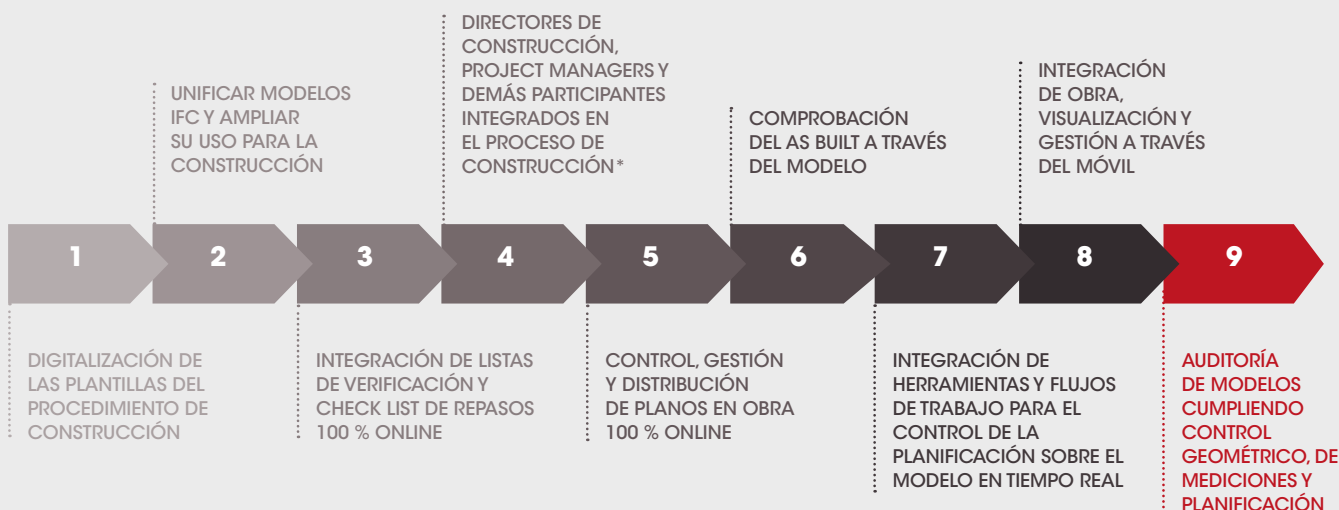 1
DIGITALIZACIÓN DE
LAS PLANTILLAS DEL
PROCEDIMIENTO DE
CONSTRUCCIÓN
2
UNIFICAR MODELOS
IFC Y AMPLIAR
SU USO PARA LA
CONSTRUCCIÓN
3
INTEGRACIÓN DE LISTAS
DE VERIFICACIÓN Y
CHECK LIST DE REPASOS
100 % ONLINE
4
DIRECTORES DE
CONSTRUCCIÓN,
PROJECT MANAGERS Y
DEMÁS PARTICIPANTES
INTEGRADOS EN
EL PROCESO DE
CONSTRUCCIÓN*
5
CONTROL, GESTIÓN
Y DISTRIBUCIÓN
DE PLANOS EN OBRA
100 % ONLINE
6
COMPROBACIÓN
DEL AS BUILT A TRAVÉS
DEL MODELO
7
INTEGRACIÓN DE
HERRAMIENTAS Y FLUJOS
DE TRABAJO PARA EL
CONTROL DE LA
PLANIFICACIÓN SOBRE EL
MODELO EN TIEMPO REAL
8
INTEGRACIÓN
DE OBRA,
VISUALIZACIÓN Y
GESTIÓN A TRAVÉS
DEL MÓVIL
9
AUDITORÍA
DE MODELOS
CUMPLIENDO
CONTROL
GEOMÉTRICO, DE
MEDICIONES Y
PLANIFICACIÓN